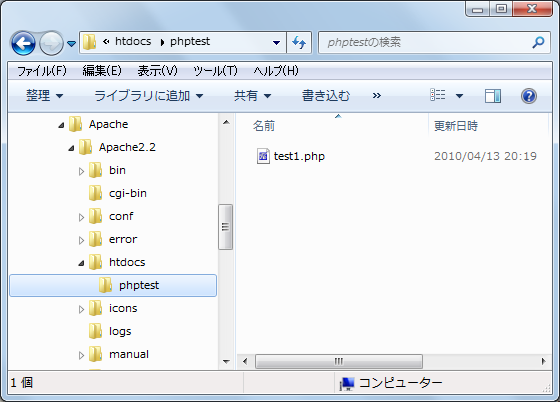 « htdocs phptest phptestの検索
ファイル(F) 編集(E) 表示(V) ツール(T) ヘルプ(H)
整理 ライブラリに追加 共有 書き込む »
名前 更新日時
Apache
Apache2.2
bin
cgi-bin
conf
error
htdocs
phptest
icons
logs
manual
test1.php 2010/04/13 20:19
1 個 コンピューター